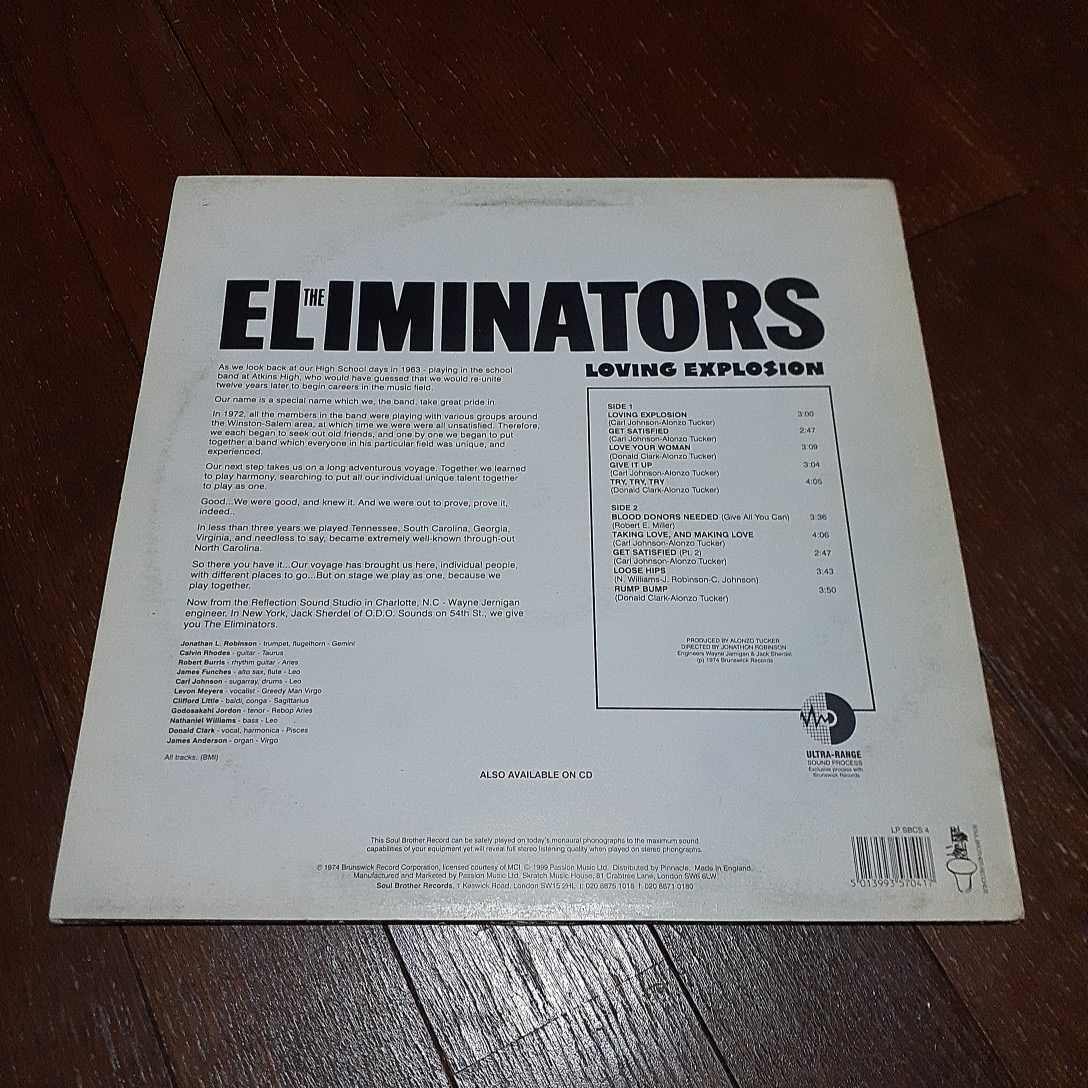 THE
ELIMINATORS
LOVING EXPLOSION
As we look back at our High School days in 1963 - playing in the school
band at Atkins High, who would have guessed that we would re-unite
twelve years later to begin careers in the music field.
Our name is a special name which we, the band, take great pride in.
In 1972, all the members in the band were playing with various groups around
the Winston-Salem area, at which time we were were all unsatisfied. Therefore,
we each began to seek out old friends, and one by one we began to put
together a band which everyone in his particular field was unique, and
experienced.
Our next step takes us on a long adventurous voyage. Together we learned
to play harmony, searching to put all our individual unique talent together
to play as one.
Good...We were good, and knew it. And we were out to prove, prove it,
indeed..
In less than three years we played Tennessee, South Carolina, Georgia,
Virginia, and needless to say, became extremely well-known through-out
North Carolina.
So there you have it...Our voyage has brought us here, individual people,
with different places to go...But on stage we play as one, because we
play together.
Now from the Reflection Sound Studio in Charlotte, N.C - Wayne Jernigan
engineer. In New York, Jack Sherdel of O.D.O. Sounds on 54th St., we give
you The Eliminators.
Jonathan L. Robinson - trumpet, flugelhorn - Gemini
Calvin Rhodes - guitar - Taurus
Robert Burris - rhythm guitar - Aries
James Funches - alto sax, flute - Leo
Carl Johnson - sugarray, drums - Leo
Levon Meyers - vocalist - Greedy Man Virgo
Clifford Little - baldi, conga - Sagittarius
Godosakahi Jordon - tenor - Rebop Aries
Nathaniel Williams - bass - Leo
Donald Clark - vocal, harmonica - Pisces
James Anderson - organ - Virgo
All tracks: (BMI)
SIDE 1
LOVING EXPLOSION 3:00
(Carl Johnson-Alonzo Tucker)
GET SATISFIED 2:47
(Carl Johnson-Alonzo Tucker)
LOVE YOUR WOMAN 3:09
(Donald Clark-Alonzo Tucker)
GIVE IT UP 3:04
(Carl Johnson-Alonzo Tucker)
TRY, TRY, TRY 4:05
(Donald Clark-Alonzo Tucker)
SIDE 2
BLOOD DONORS NEEDED (Give All You Can) 3:36
(Robert E. Miller)
TAKING LOVE, AND MAKING LOVE 4:06
(Carl Johnson-Alonzo Tucker)
GET SATISFIED (Pt. 2) 2:47
(Carl Johnson-Alonzo Tucker)
LOOSE HIPS 3:43
(N. Williams-J. Robinson-C. Johnson)
RUMP BUMP 3:50
(Donald Clark-Alonzo Tucker)
PRODUCED BY ALONZO TUCKER
DIRECTED BY JONATHON ROBINSON
Engineers Wayne Jernigan & Jack Sherdel
(p) 1974 Brunswick Records
ULTRA-RANGE
SOUND PROCESS
Exclusive process with
Brunswick Records
ALSO AVAILABLE ON CD
This Soul Brother Record can be safely played on today's monaural phonographs to the maximum sound
capabilities of your equipment yet will reveal full stereo listening quality when played on stereo phongraphs.
℗ 1974 Brunswick Record Corporation, licensed courtesy of MCI. © 1999 Passion Music Ltd. Distributed by Pinnacle. Made In England.
Manufactured and Marketed by Passion Music Ltd. Skratch Music House, 81 Crabtree Lane, London SW6 6LW
Soul Brother Records, 1 Keswick Road, London SW15 2HL t: 020 8875 1018 f: 020 8871 0180
LP SBCS 4
5 013993 570417